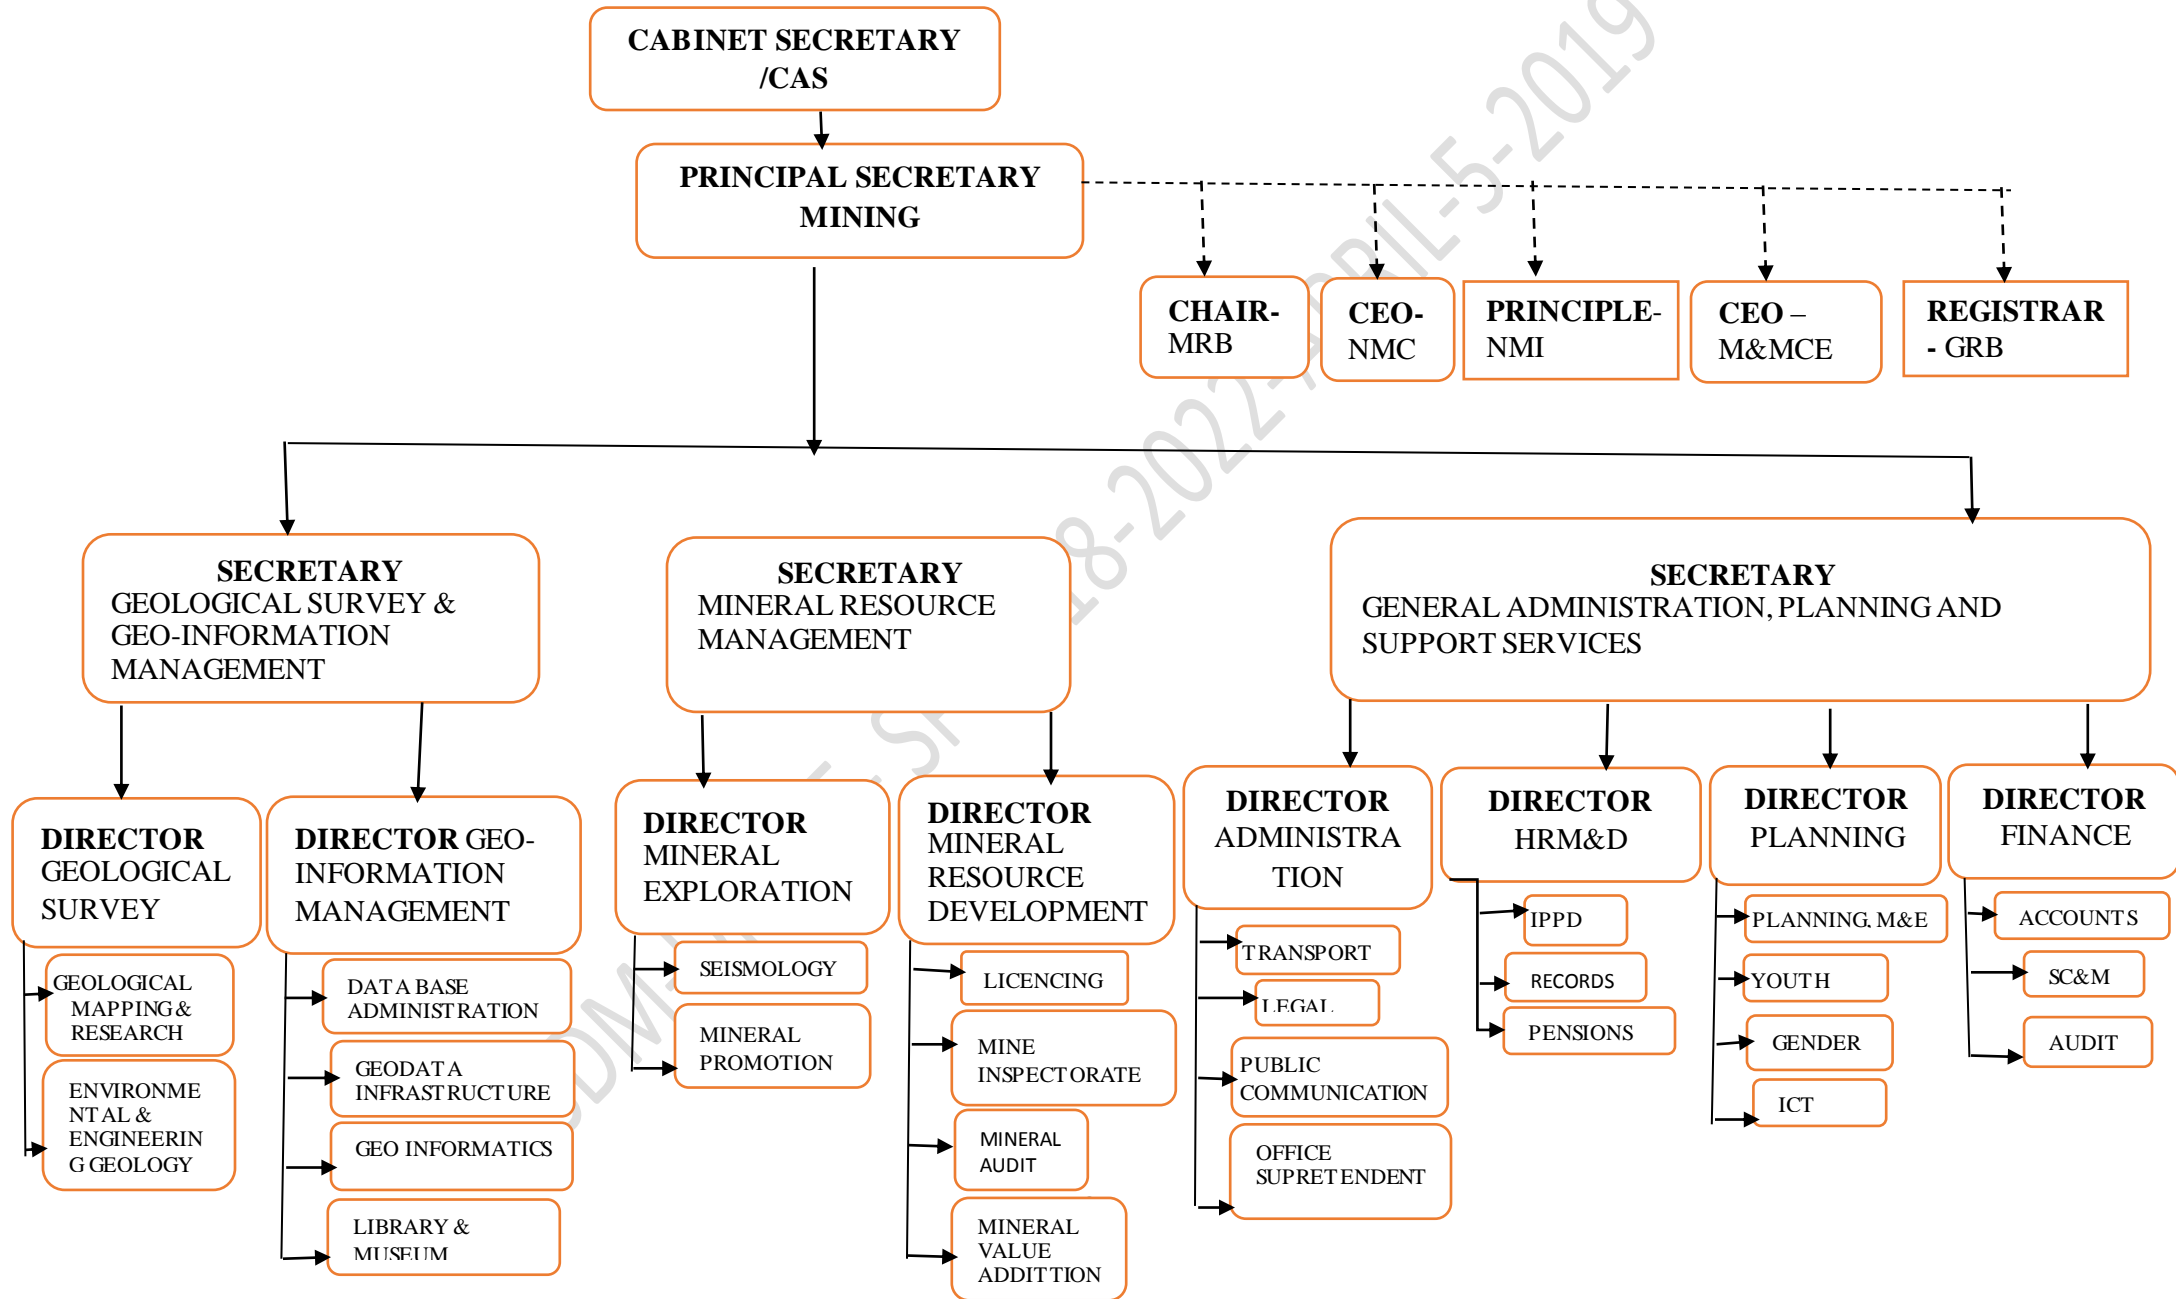 CABINET SECRETARY
/CAS
PRINCIPAL SECRETARY
MINING
CHAIR-
MRB
CEO-
NMC
PRINCIPLE-
NMI
CEO –
M&MCE
REGISTRAR
- GRB
SECRETARY
GEOLOGICAL SURVEY &
GEO-INFORMATION
MANAGEMENT
SECRETARY
MINERAL RESOURCE
MANAGEMENT
SECRETARY
GENERAL ADMINISTRATION, PLANNING AND
SUPPORT SERVICES
DIRECTOR
GEOLOGICAL
SURVEY
DIRECTOR GEO-
INFORMATION
MANAGEMENT
DIRECTOR
MINERAL
EXPLORATION
DIRECTOR
MINERAL
RESOURCE
DEVELOPMENT
DIRECTOR
ADMINISTRA
TION
DIRECTOR
HRM&D
DIRECTOR
PLANNING
DIRECTOR
FINANCE
GEOLOGICAL
MAPPING &
RESEARCH
ENVIRONME
NTAL &
ENGINEERIN
G GEOLOGY
DATA BASE
ADMINISTRATION
GEODATA
INFRASTRUCTURE
GEO INFORMATICS
LIBRARY &
MUSEUM
SEISMOLOGY
MINERAL
PROMOTION
LICENCING
MINE
INSPECTORATE
MINERAL
AUDIT
MINERAL
VALUE
ADDITTION
TRANSPORT
LEGAL
PUBLIC
COMMUNICATION
OFFICE
SUPRETENDENT
IPPD
RECORDS
PENSIONS
PLANNING, M&E
YOUTH
GENDER
ICT
ACCOUNTS
SC&M
AUDIT
18-2022-APRIL-5-2019